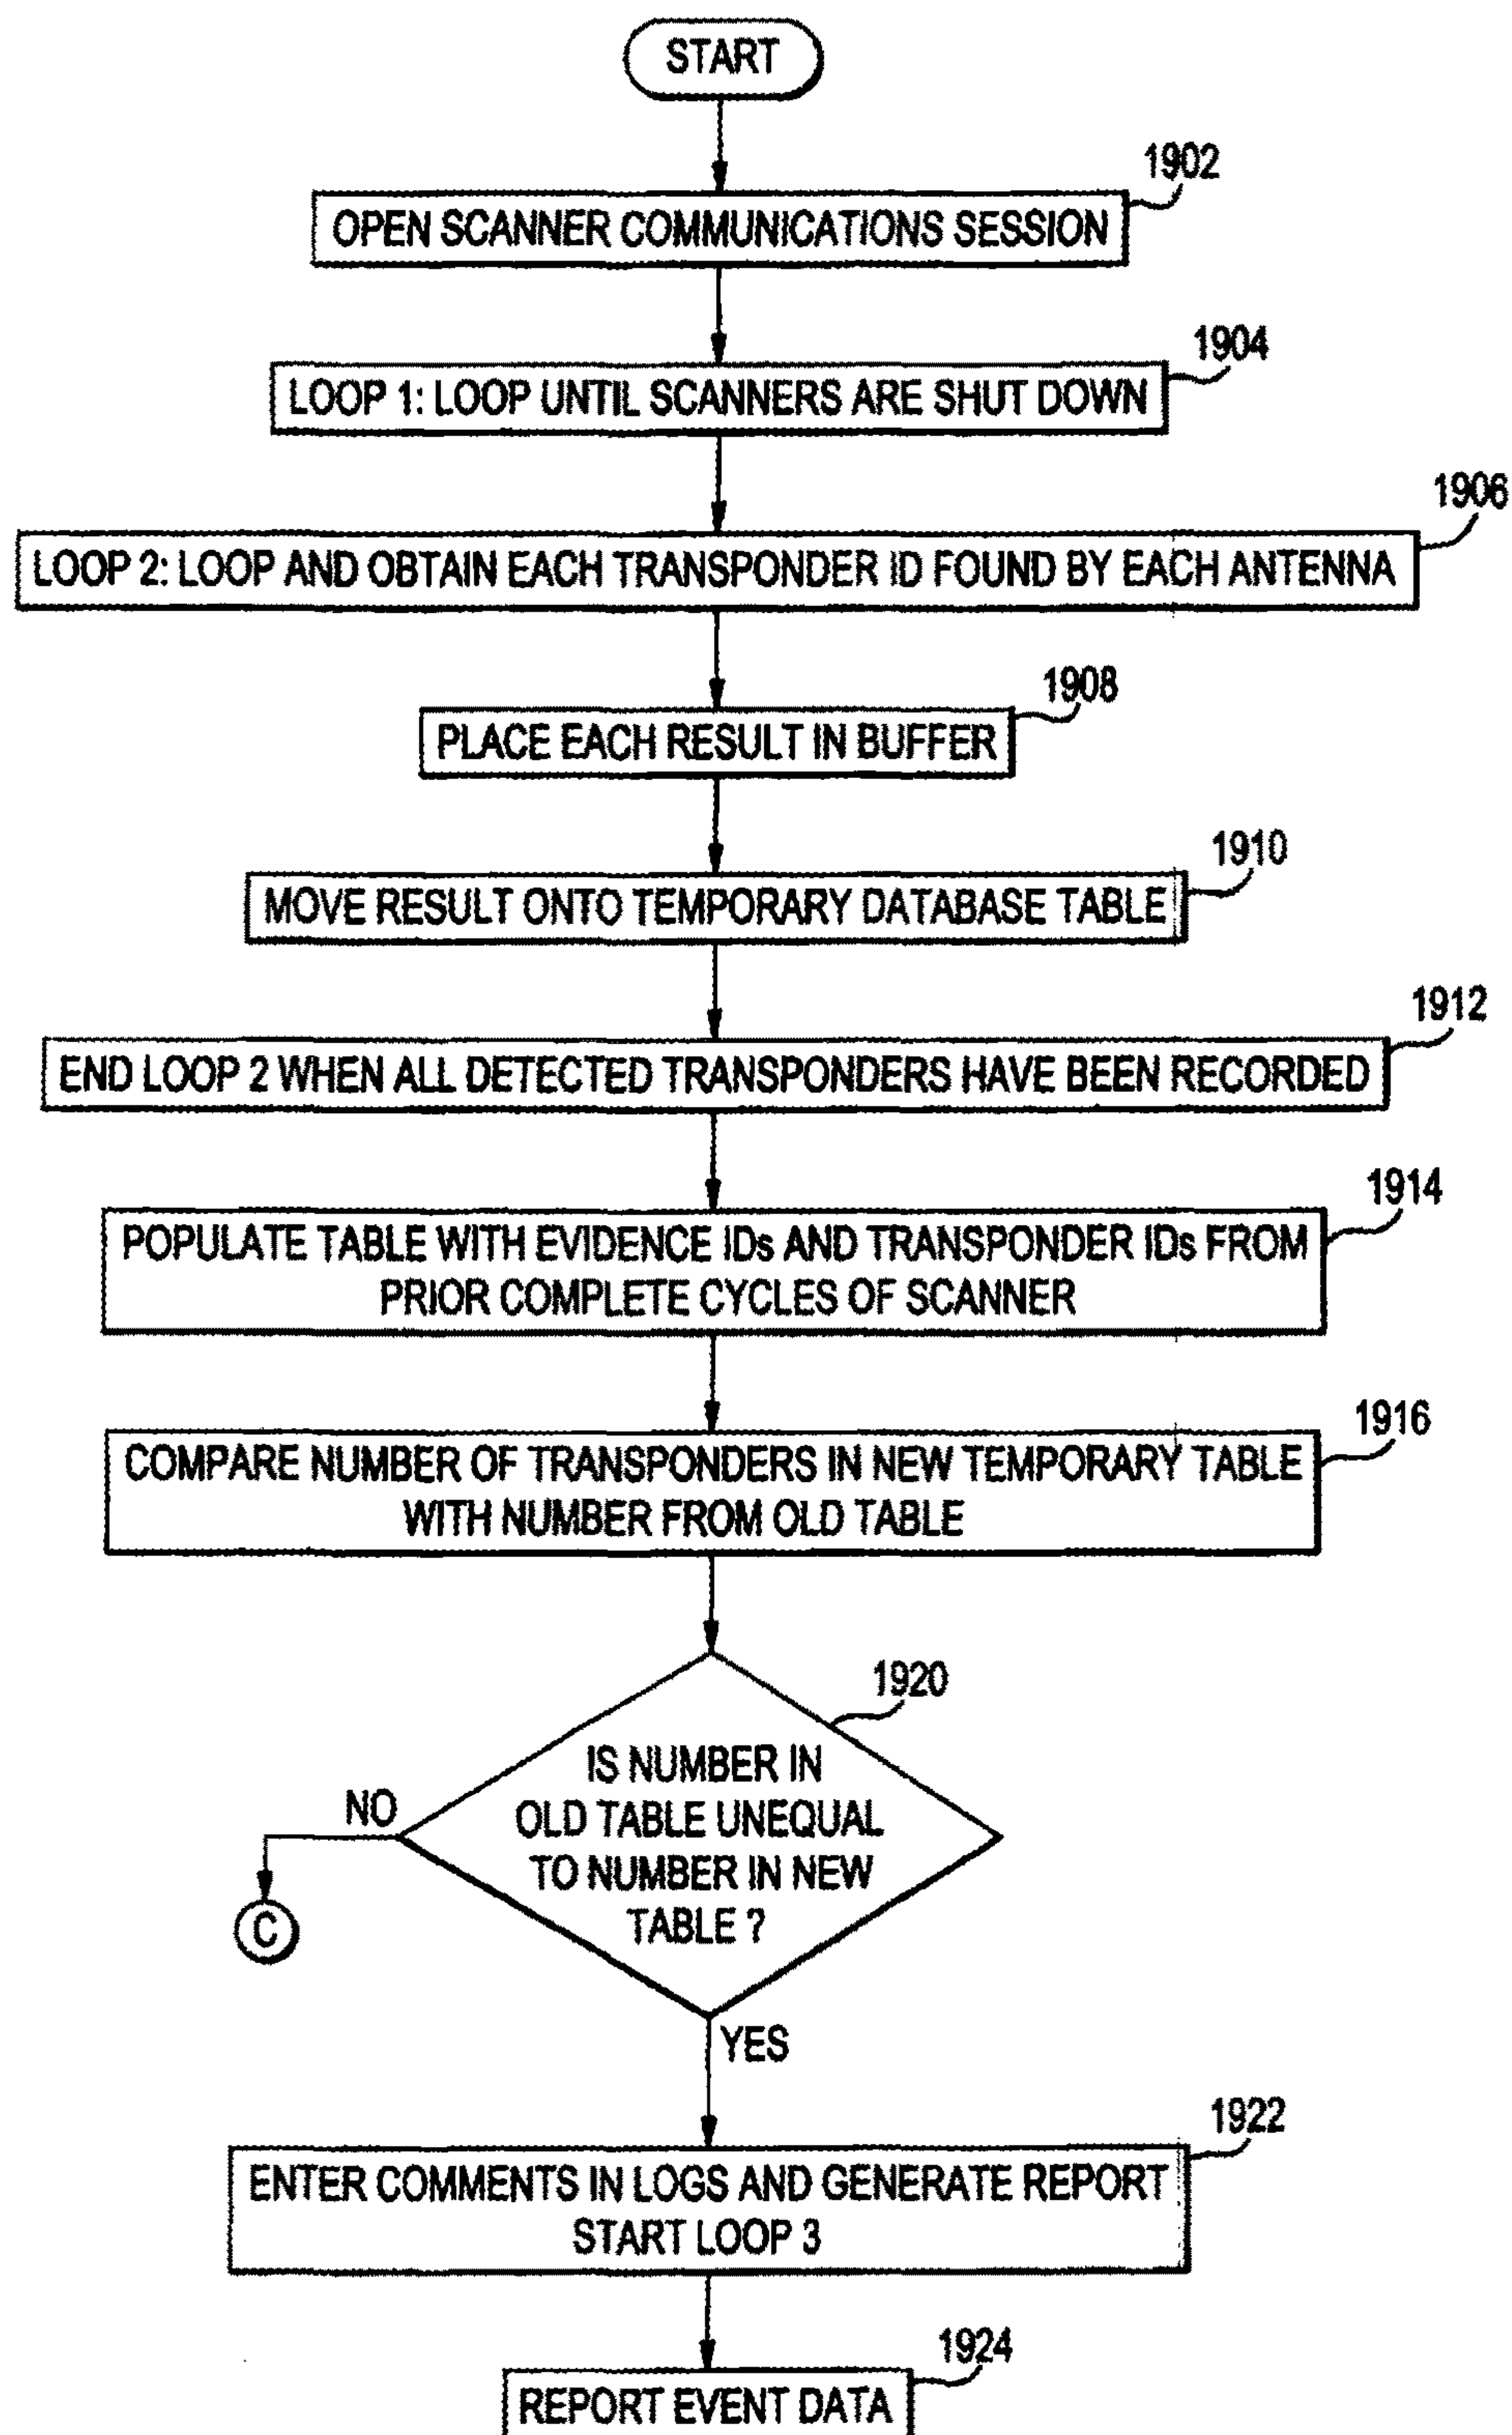 START
1902
OPEN SCANNER COMMUNICATIONS SESSION
1904
LOOP 1: LOOP UNTIL SCANNERS ARE SHUT DOWN
1906
LOOP 2: LOOP AND OBTAIN EACH TRANSPONDER ID FOUND BY EACH ANTENNA
1908
PLACE EACH RESULT IN BUFFER
1910
MOVE RESULT ONTO TEMPORARY DATABASE TABLE
1912
END LOOP 2 WHEN ALL DETECTED TRANSPONDERS HAVE BEEN RECORDED
1914
POPULATE TABLE WITH EVIDENCE IDs AND TRANSPONDER IDs FROM
PRIOR COMPLETE CYCLES OF SCANNER
1916
COMPARE NUMBER OF TRANSPONDERS IN NEW TEMPORARY TABLE
WITH NUMBER FROM OLD TABLE
1920
IS NUMBER IN
OLD TABLE UNEQUAL
TO NUMBER IN NEW
TABLE ?
NO
C
YES
1922
ENTER COMMENTS IN LOGS AND GENERATE REPORT
START LOOP 3
1924
REPORT EVENT DATA